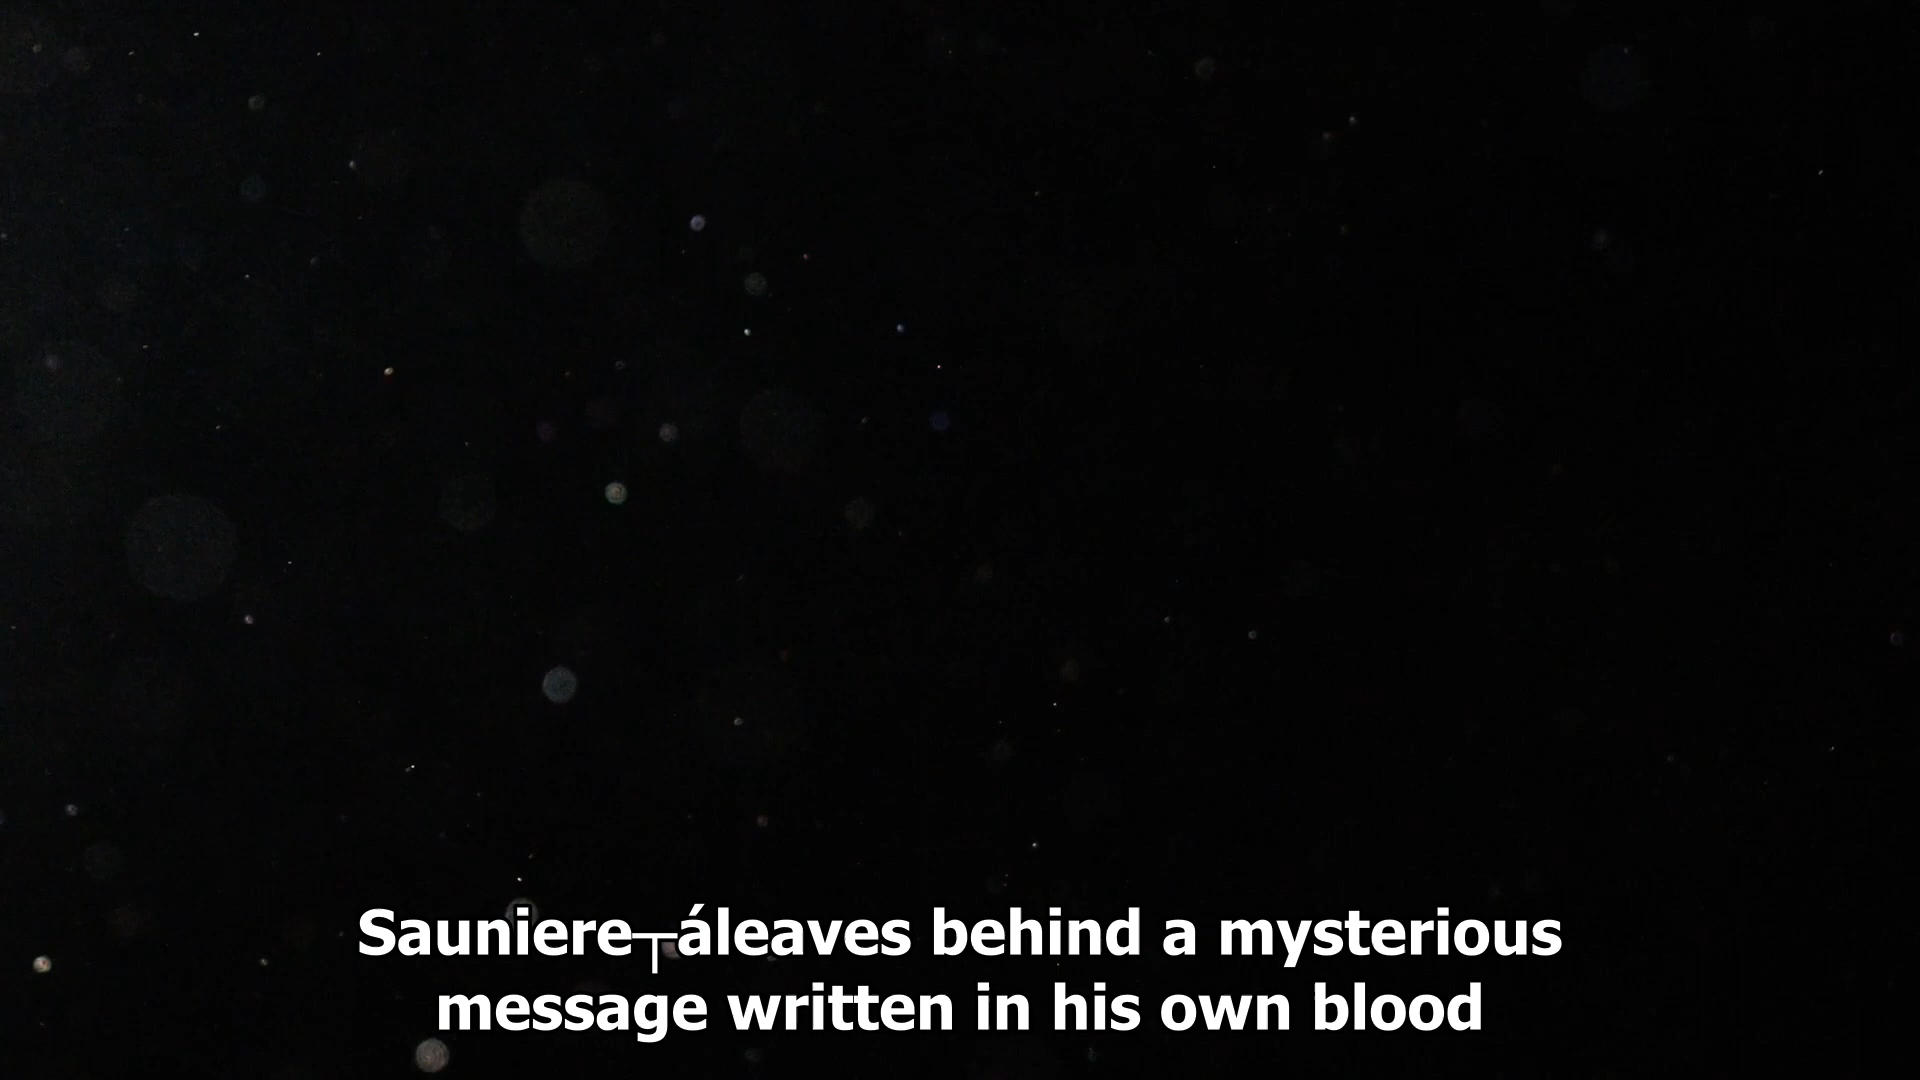 Sauniere┬áleaves behind a mysterious
message written in his own blood